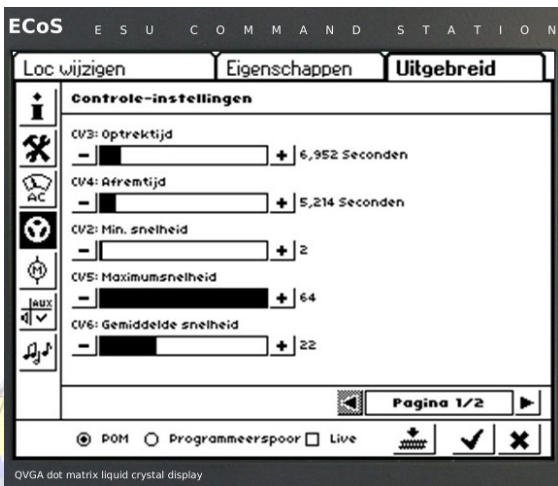 ECoS ESU COMMAND STATION
Loc wijzigen Eigenschappen Uitgebreid
Controle-instellingen
CV3: Optrektijd
- + 6,952 Seconden
AC
CV4: Afremtijd
- + 5,214 Seconden
CV2: Min. snelheid
- + 2
M
CV5: Maximumsnelheid
- + 64
AUX
CV6: Gemiddelde snelheid
- + 22
Pagina 1/2
POM Programmeerspoor Live
QVGA dot matrix liquid crystal display